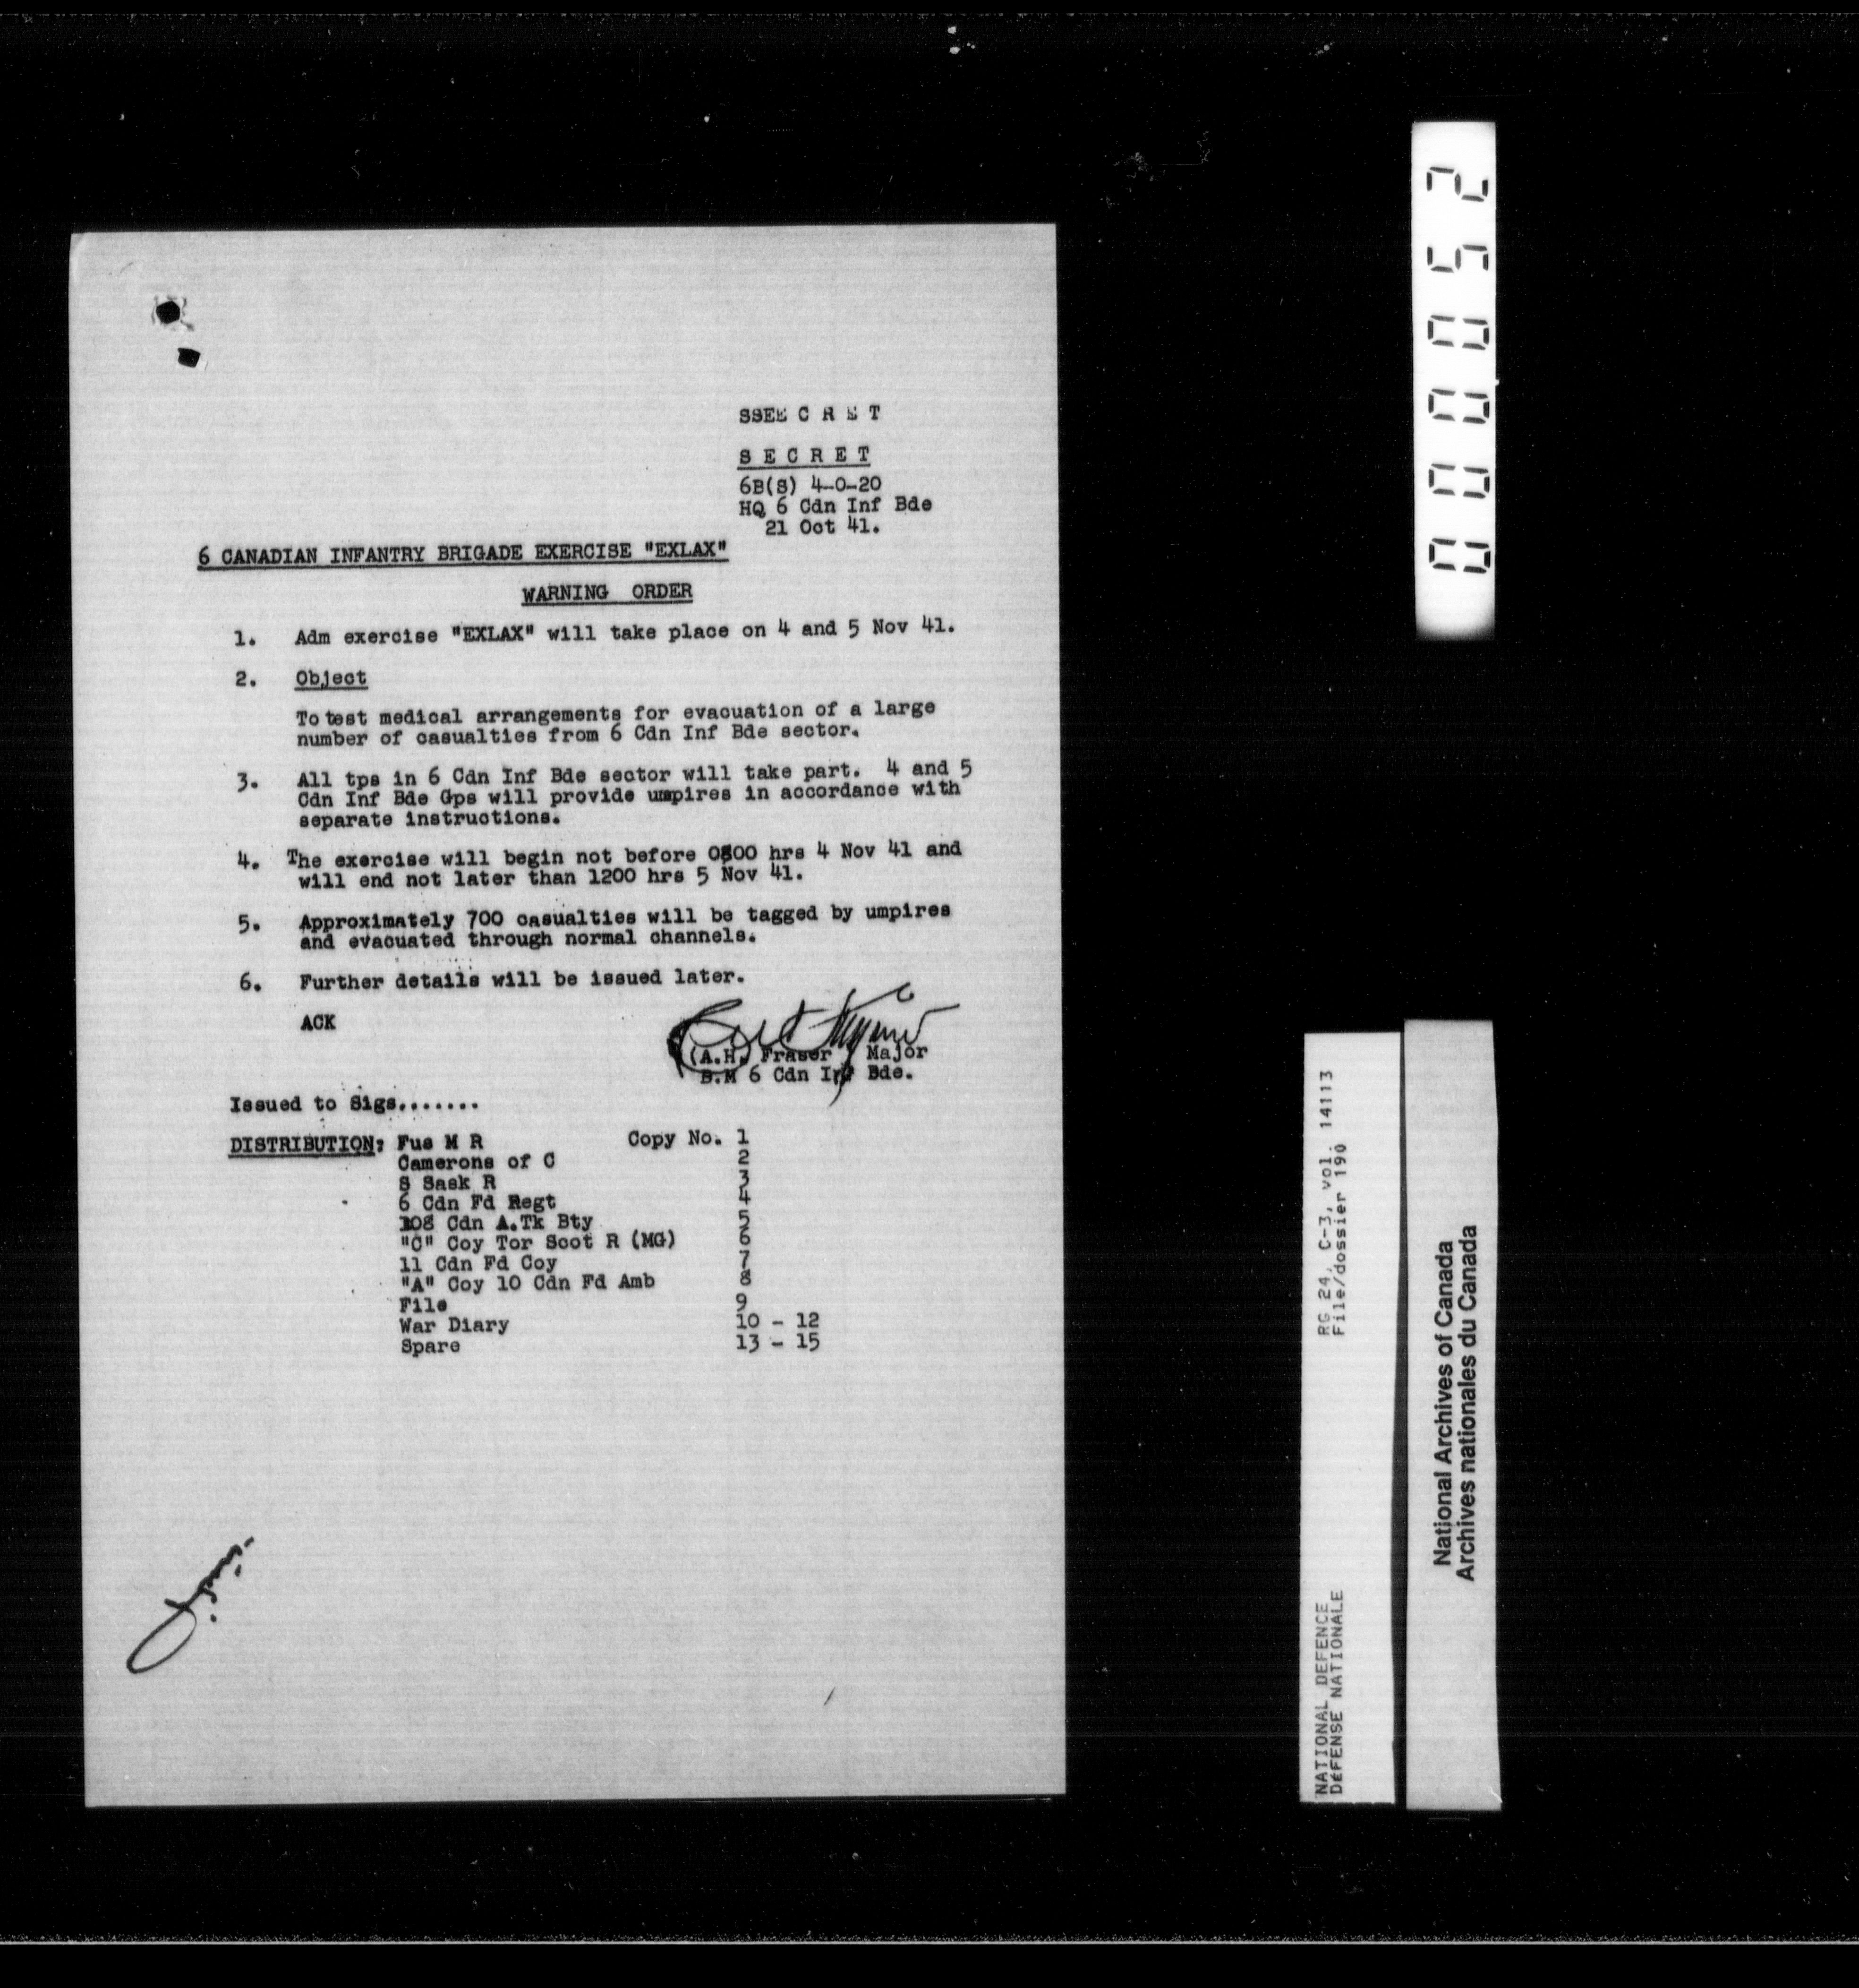 SSEE C R E T
S E C R E T
6B(S) 4-0-20
HQ 6 Cdn Inf Bde
21 Oct 41.
6 CANADIAN INFANTRY BRIGADE EXERCISE "EXLAX"
WARNING ORDER
1. Adm exercise "EXLAX" will take place on 4 and 5 Nov 41.
2. Object
To test medical arrangements for evacuation of a large
number of casualties from 6 Cdn Inf Bde sector.
3. All tps in 6 Cdn Inf Bde sector will take part. 4 and 5
Cdn Inf Bde Gps will provide umpires in accordance with
separate instructions.
4. The exercise will begin not before 0800 hrs 4 Nov 41 and
will end not later than 1200 hrs 5 Nov 41.
5. Approximately 700 casualties will be tagged by umpires
and evacuated through normal channels.
6. Further details will be issued later.
ACK
(A.H. Fraser) Major
B.M 6 Cdn Inf Bde.
Issued to Sigs.......
DISTRIBUTION: Fus M R Copy No. 1
Camerons of C 2
S Sask R 3
6 Cdn Fd Regt 4
108 Cdn A.Tk Bty 5
"C" Coy Tor Scot R (MG) 6
11 Cdn Fd Coy 7
"A" Coy 10 Cdn Fd Amb 8
File 9
War Diary 10 - 12
Spare 13 - 15
000052
NATIONAL DEFENCE RG 24, C-3, vol. 14113
DÉFENSE NATIONALE File/dossier 190
National Archives of Canada
Archives nationales du Canada